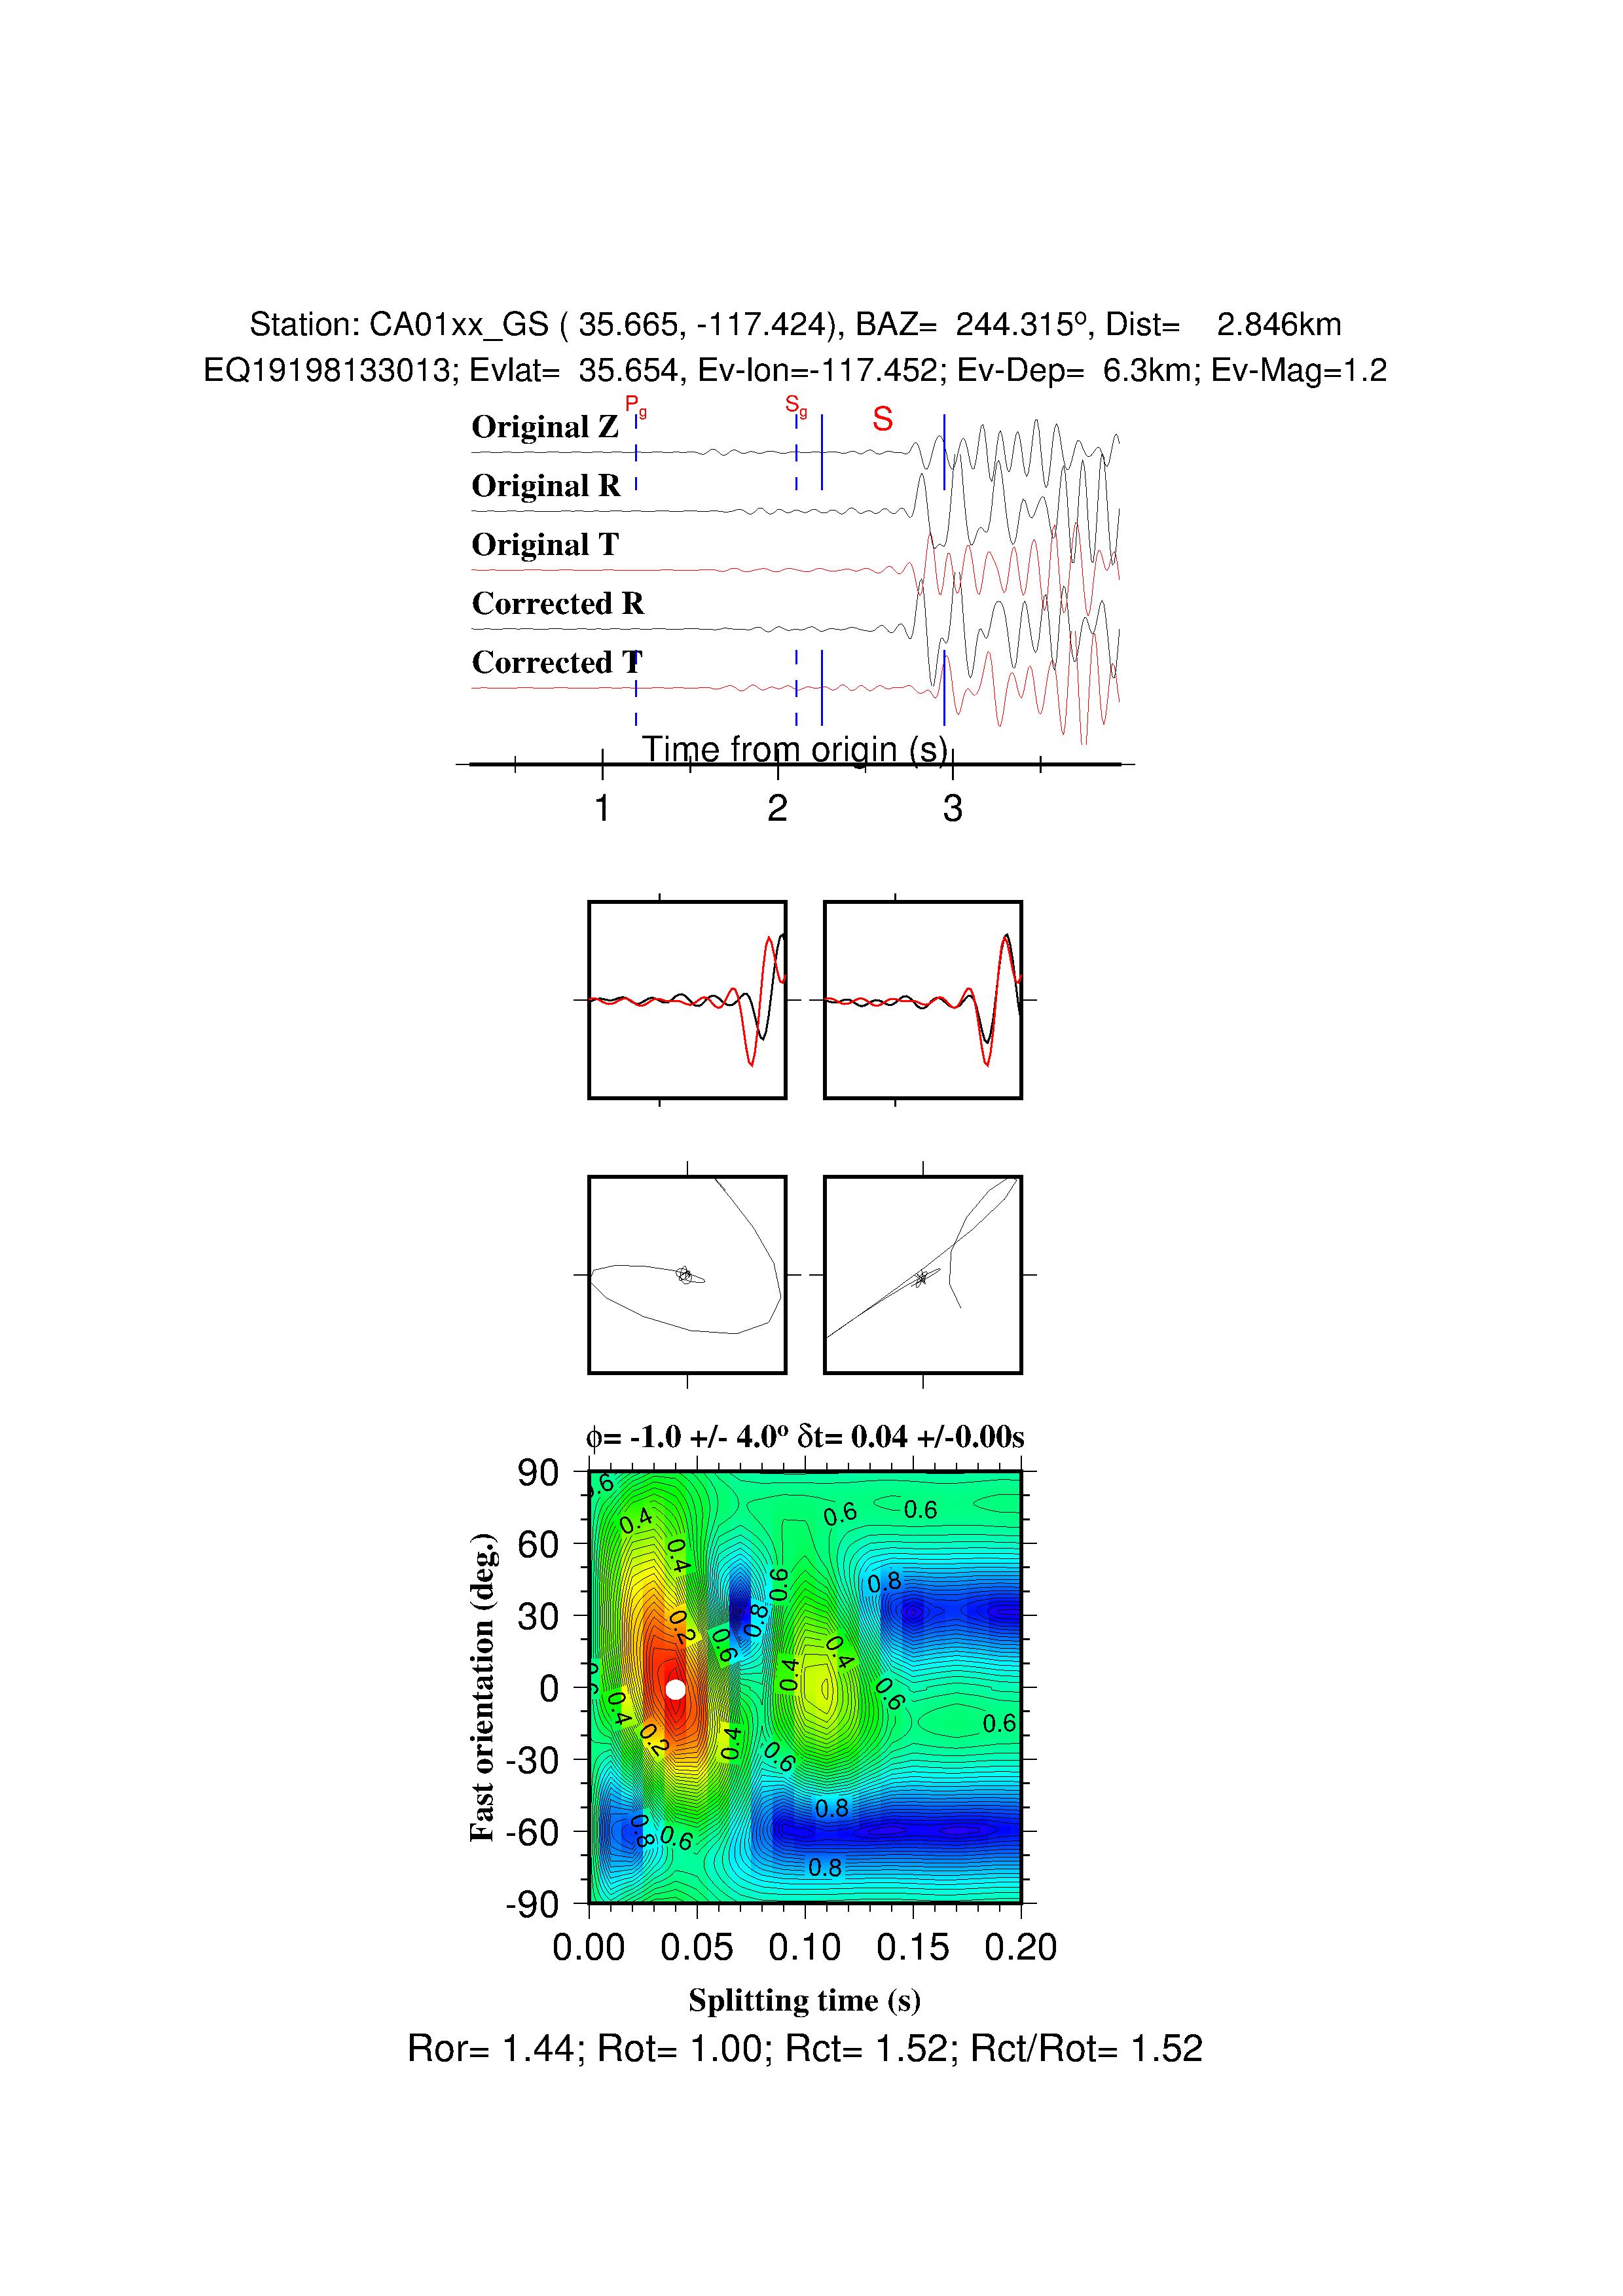 Station: CA01xx_GS ( 35.665, -117.424), BAZ= 244.315º, Dist= 2.846km
EQ19198133013; Evlat= 35.654, Ev-lon=-117.452; Ev-Dep= 6.3km; Ev-Mag=1.2
Pg Sg S
Original Z
Original R
Original T
Corrected R
Corrected T
Time from origin (s)
1 2 3
ϕ= -1.0 +/- 4.0º δt= 0.04 +/-0.00s
90
60
30
0
-30
-60
-90
Fast orientation (deg.)
0.6 0.6 0.6
0.4
0.4 0.6 0.8
0.2 0.8 0.6 0.4
0.4 0.4 0.6
0.2 0.4 0.6 0.6
0.8 0.6 0.8
0.8
0.00 0.05 0.10 0.15 0.20
Splitting time (s)
Ror= 1.44; Rot= 1.00; Rct= 1.52; Rct/Rot= 1.52